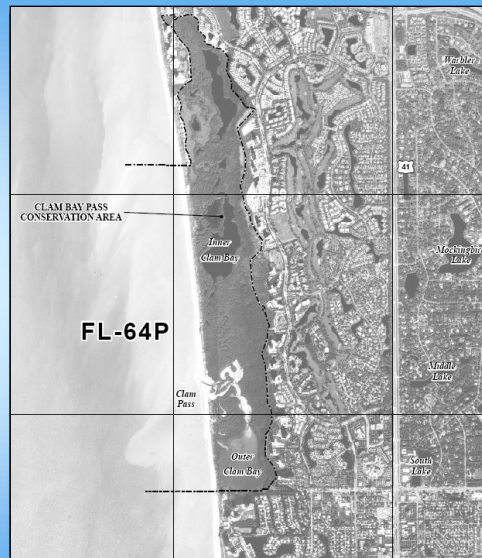 Warbler
Lake
41
CLAM BAY PASS
CONSERVATION AREA
Inner
Clam Bay
Mockingbird
Lake
FL-64P
Middle
Lake
Clam
Pass
Outer
Clam Bay
South
Lake